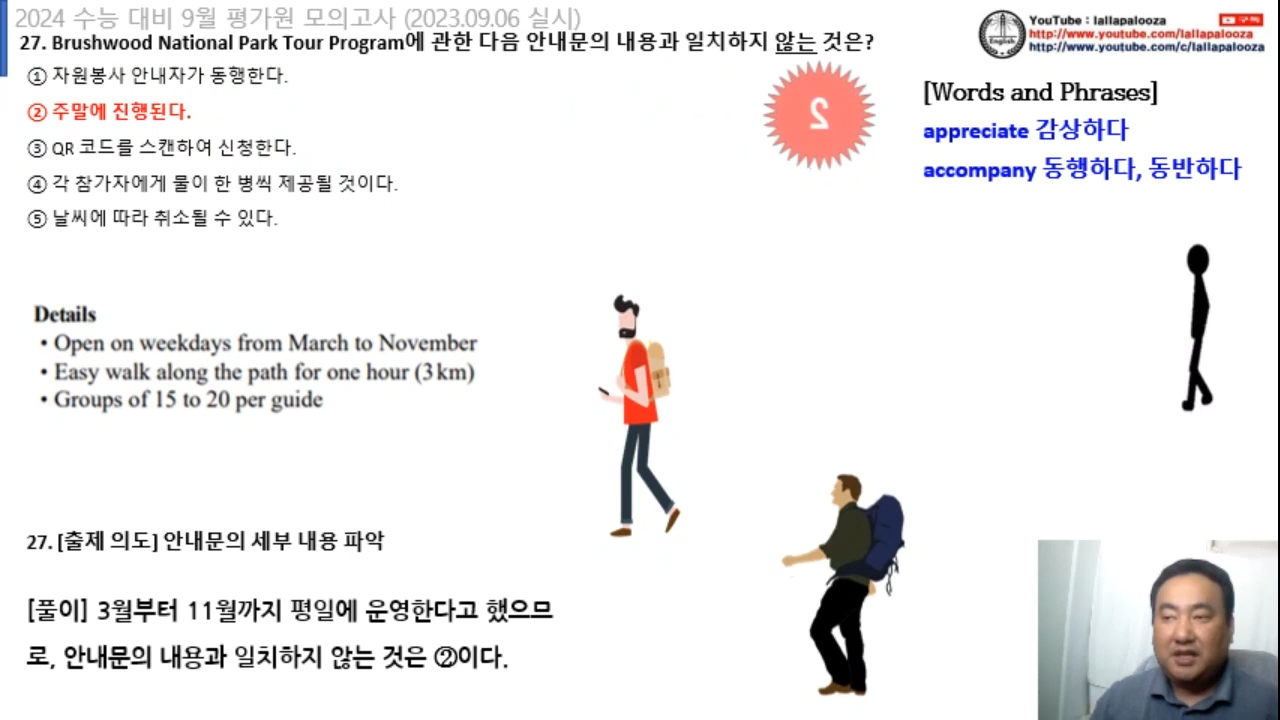 2024 수능 대비 9월 평가원 모의고사 (2023.09.06 실시)
27. Brushwood National Park Tour Program에 관한 다음 안내문의 내용과 일치하지 않는 것은?
① 자원봉사 안내자가 동행한다.
② 주말에 진행된다.
③ QR 코드를 스캔하여 신청한다.
④ 각 참가자에게 물이 한 병씩 제공될 것이다.
⑤ 날씨에 따라 취소될 수 있다.
2
English
YouTube : lallapalooza
구독
http://www.youtube.com/lallapalooza
http://www.youtube.com/c/lallapalooza
[Words and Phrases]
appreciate 감상하다
accompany 동행하다, 동반하다
Details
• Open on weekdays from March to November
• Easy walk along the path for one hour (3 km)
• Groups of 15 to 20 per guide
27. [출제 의도] 안내문의 세부 내용 파악
[풀이] 3월부터 11월까지 평일에 운영한다고 했으므
로, 안내문의 내용과 일치하지 않는 것은 ②이다.